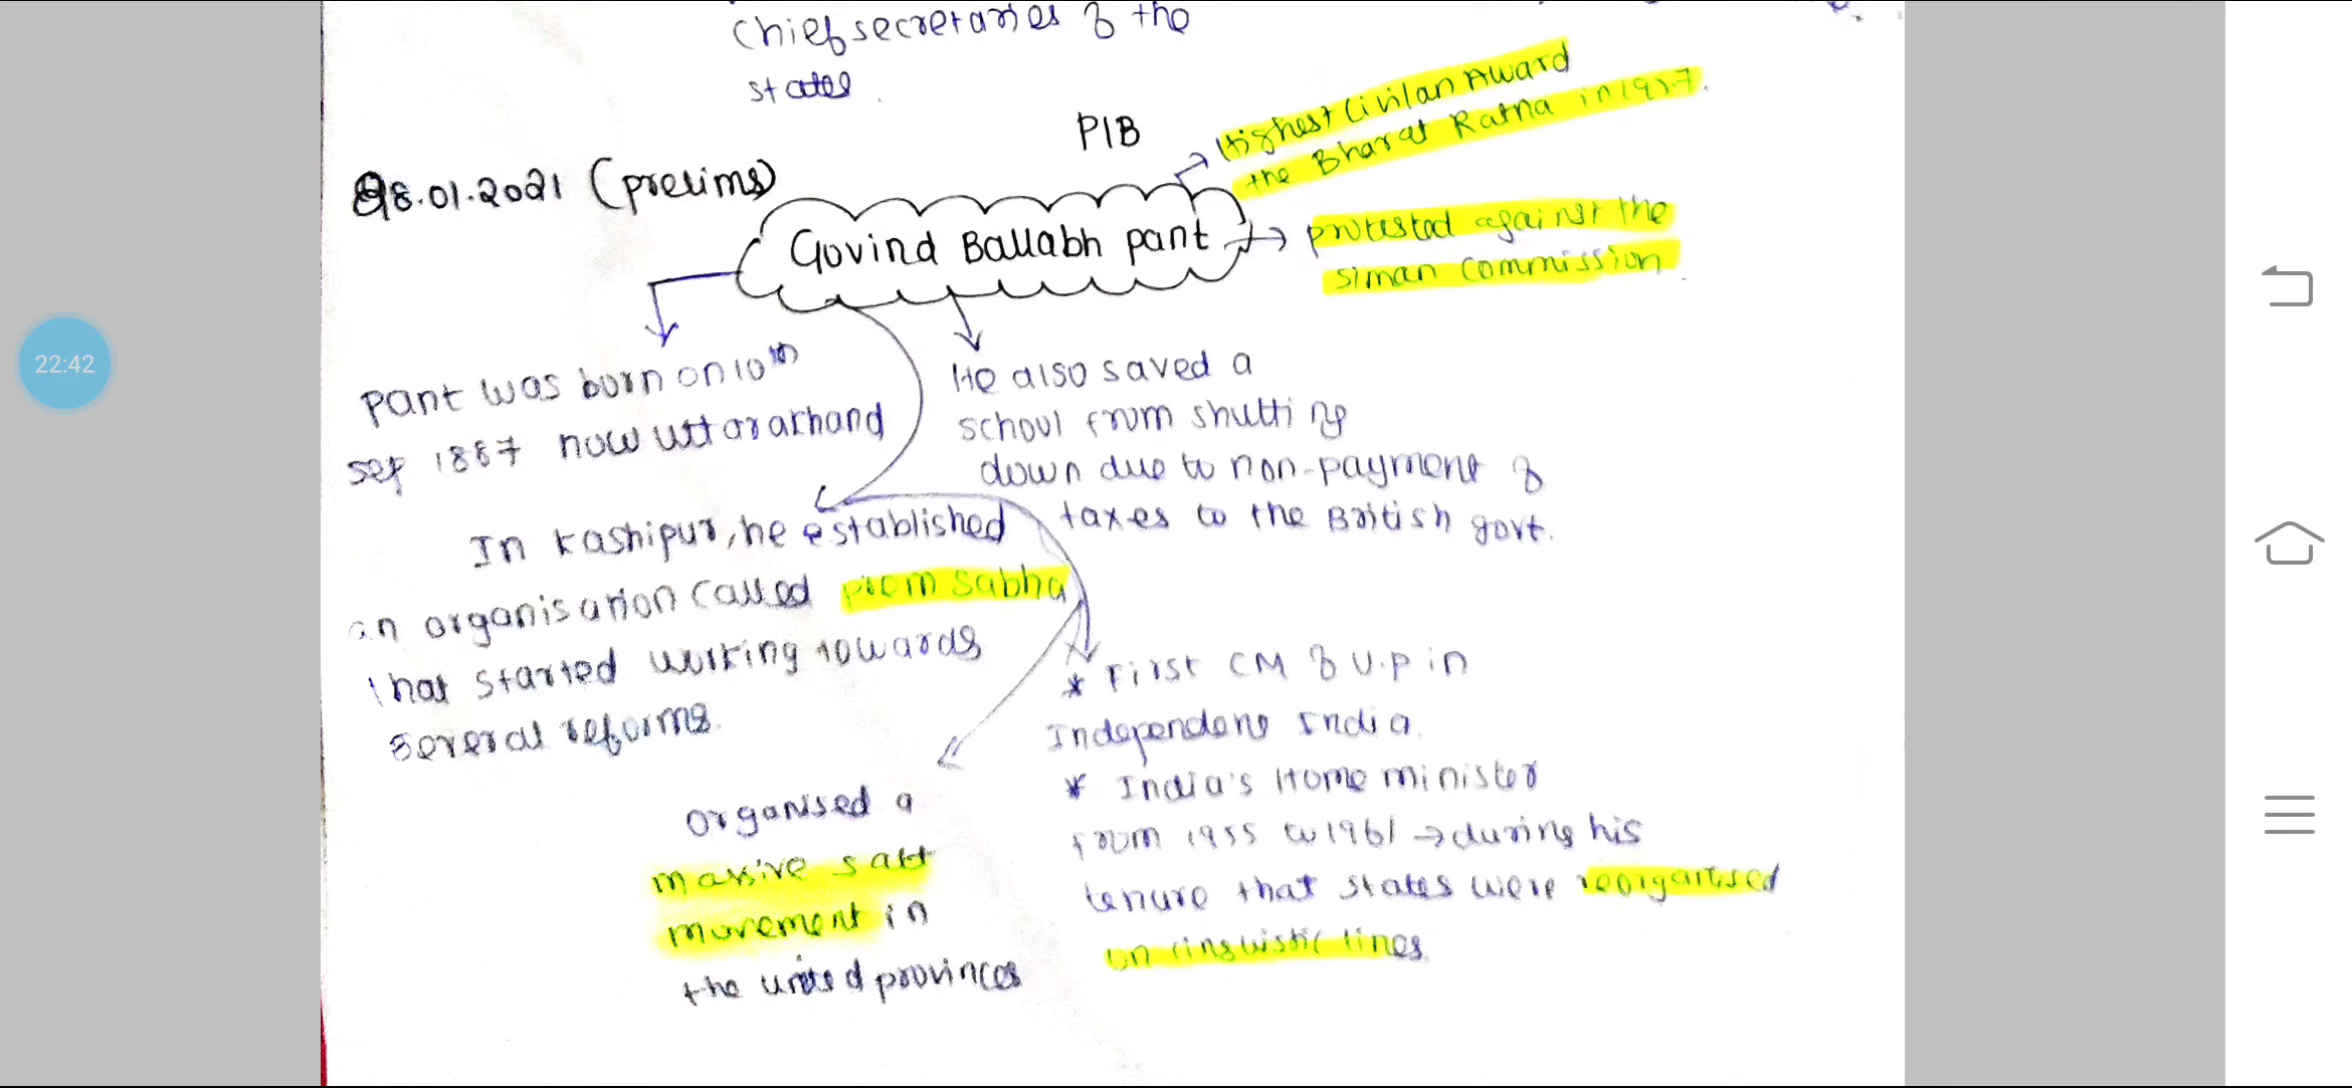 Chief secretaries of the
states.
PIB
28.01.2021 (prelims)
Highest Civilan Award
the Bharat Ratna in 1957.
Govind Ballabh pant
protested against the
siman commission.
pant was born on 10th
sep 1887 now uttarakhand
He also saved a
school from shutting
down due to non-payment of
taxes to the British govt.
In kashipur, he established
an organisation called prem sabha
that started working towards
several reforms.
* First CM of U.P in
Independent India.
* India's Home minister
from 1955 to 1961 → during his
tenure that states were reorganised
on linguistic lines.
organised a
massive salt
movement in
the united provinces
22:42